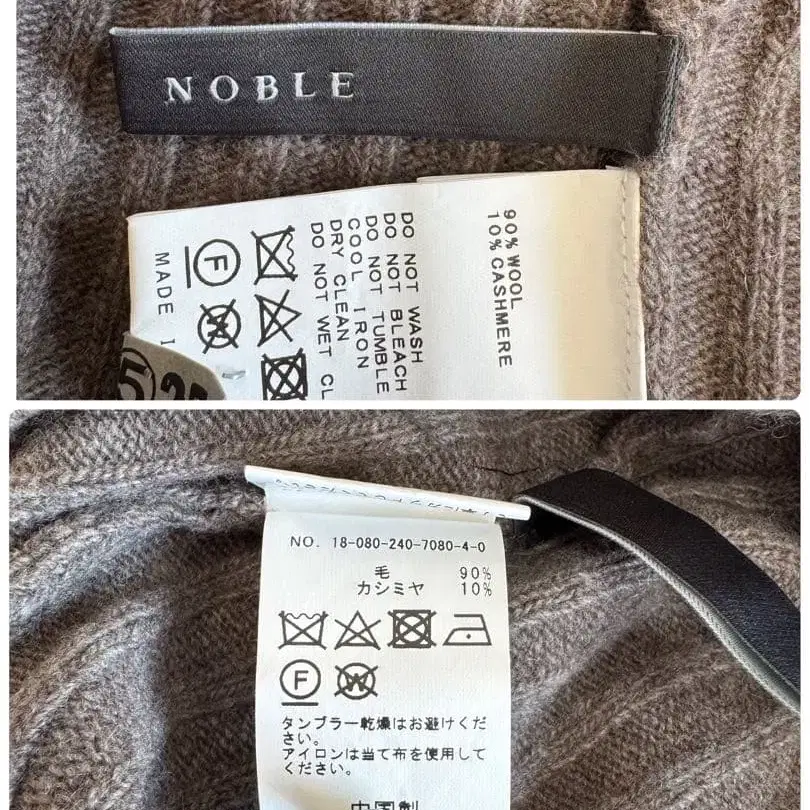 NOBLE
90% WOOL
10% CASHMERE
DO NOT WASH
DO NOT BLEACH
DO NOT TUMBLE
COOL IRON
DRY CLEAN
DO NOT WET CL
F
W
MADE I
NO. 18-080-240-7080-4-0
毛 90%
カシミヤ 10%
F
W
タンブラー乾燥はお避けくだ
さい。
アイロンは当て布を使用して
ください。
中国製